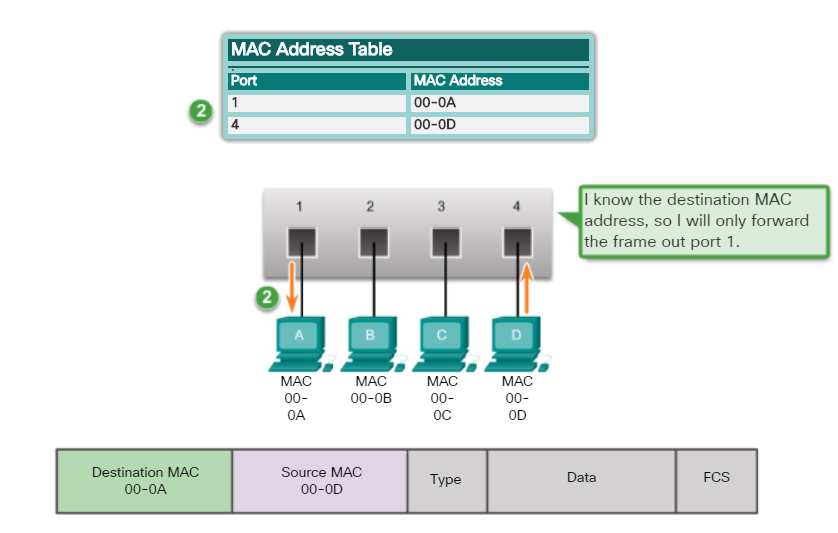 MAC Address Table
Port MAC Address
1 00-0A
2
4 00-0D
1 2 3 4
I know the destination MAC
address, so I will only forward
the frame out port 1.
2
A B C D
MAC MAC MAC MAC
00- 00-0B 00- 00-
0A 0C 0D
Destination MAC Source MAC Type Data FCS
00-0A 00-0D